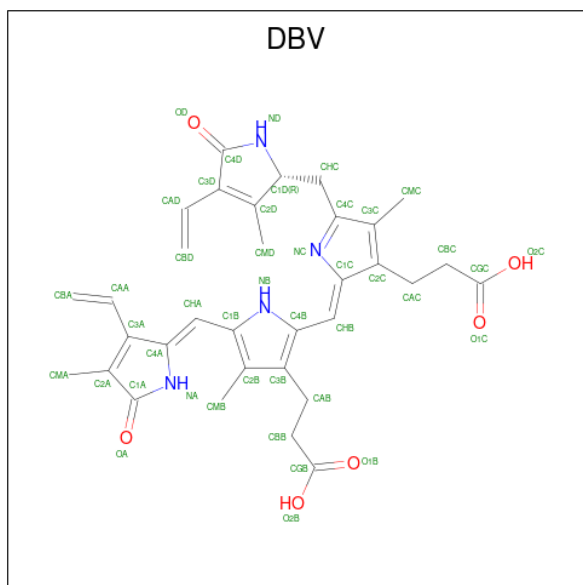 DBV
OD
H
ND
N
O
C4D
CHC
C3D
C1D(R)
CMC
CAD
C2D
C4C
C3C
CBD
CMD
NC
N
CBC
O2C
C1C
C2C
CGC
OH
NB
CAC
CBA
CAA
CHA
H
N
C1B
C4B
CHB
O
O1C
C3A
C4A
CMA
C2A
NH
NA
C2B
C3B
C1A
CMB
CAB
O
OA
CBB
CGB
O
O1B
HO
O2B